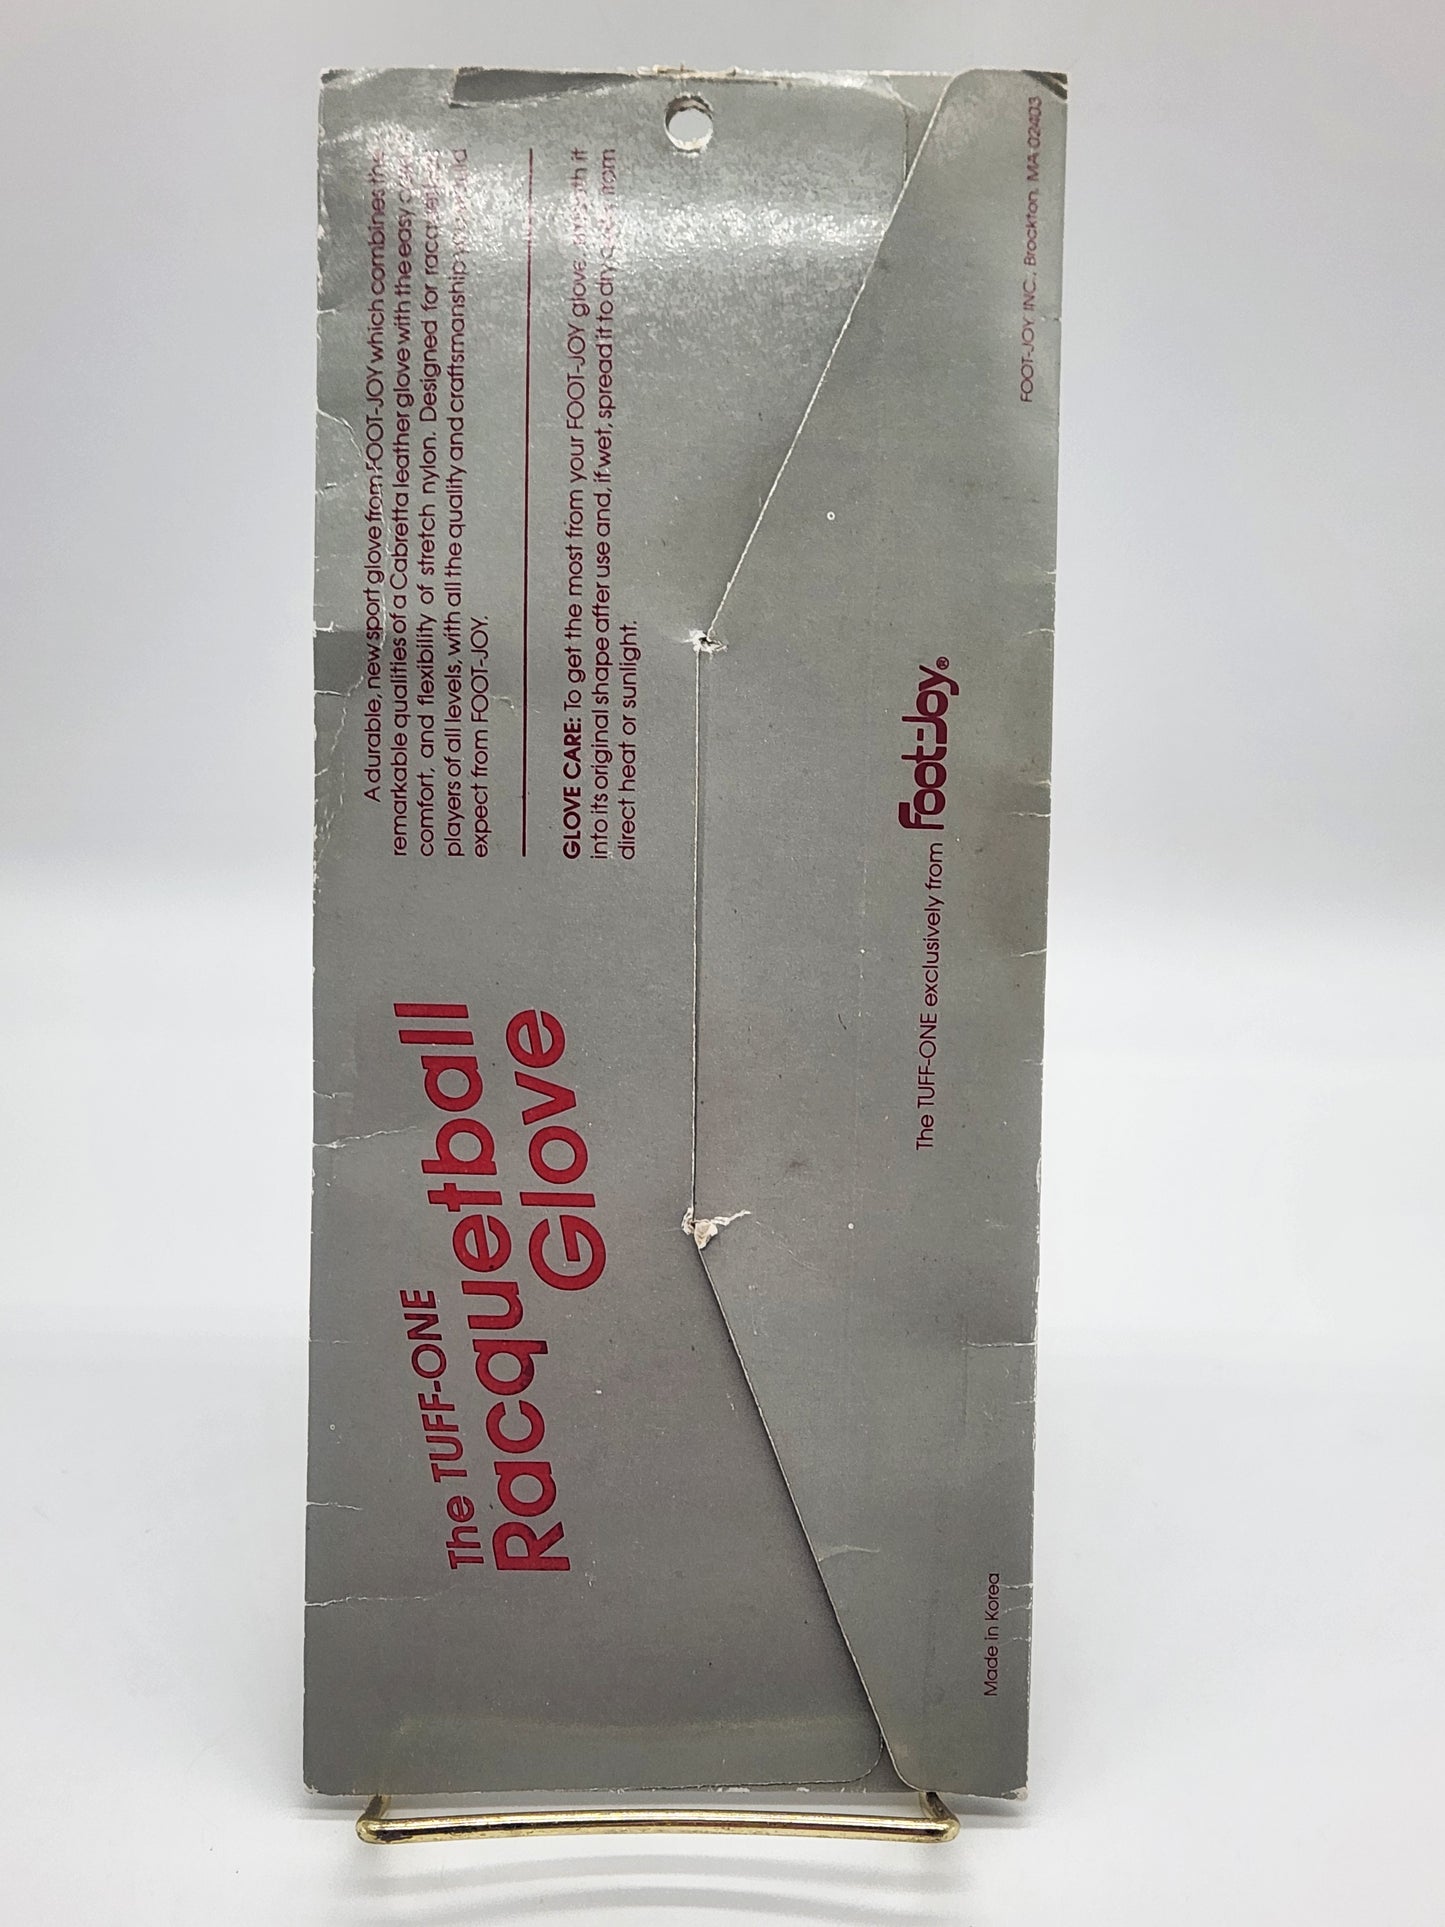 The TUFF-ONE
Racquetball
Glove
A durable, new sport glove from FOOT-JOY which combines the
remarkable qualities of a Cabretta leather glove with the easy
comfort, and flexibility of stretch nylon. Designed for
players of all levels, with all the quality and craftsmanship
expect from FOOT-JOY.
GLOVE CARE: To get the most from your FOOT-JOY glove, smooth it
into its original shape after use and, if wet, spread it to dry from
direct heat or sunlight.
The TUFF-ONE exclusively from Foot-Joy®
Made in Korea
FOOT-JOY, INC., Brockton, MA 02403